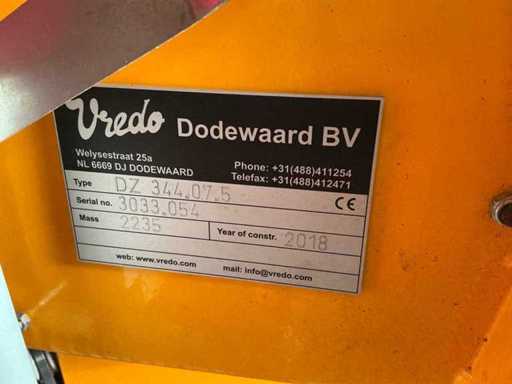 Vredo Dodewaard BV
Welysestraat 25a
NL 6669 DJ DODEWAARD
Phone: +31(488)411254
Telefax: +31(488)412471
Type DZ 344.07.5
Serial no. 3033.054
CE
Mass 2235
Year of constr. 2018
web: www.vredo.com mail: info@vredo.com